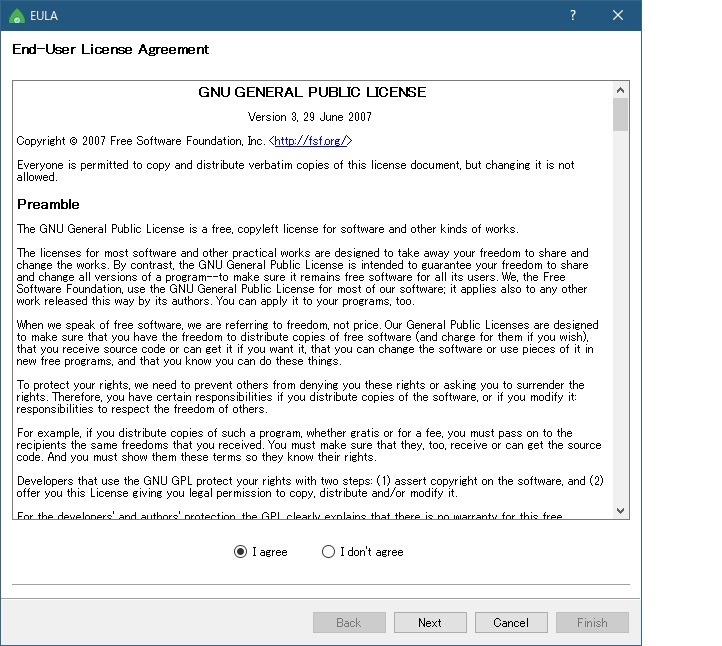 EULA
?
End-User License Agreement
GNU GENERAL PUBLIC LICENSE
Version 3, 29 June 2007
Copyright © 2007 Free Software Foundation, Inc. <http://fsf.org/>
Everyone is permitted to copy and distribute verbatim copies of this license document, but changing it is not
allowed.
Preamble
The GNU General Public License is a free, copyleft license for software and other kinds of works.
The licenses for most software and other practical works are designed to take away your freedom to share and
change the works. By contrast, the GNU General Public License is intended to guarantee your freedom to share
and change all versions of a program--to make sure it remains free software for all its users. We, the Free
Software Foundation, use the GNU General Public License for most of our software; it applies also to any other
work released this way by its authors. You can apply it to your programs, too.
When we speak of free software, we are referring to freedom, not price. Our General Public Licenses are designed
to make sure that you have the freedom to distribute copies of free software (and charge for them if you wish),
that you receive source code or can get it if you want it, that you can change the software or use pieces of it in
new free programs, and that you know you can do these things.
To protect your rights, we need to prevent others from denying you these rights or asking you to surrender the
rights. Therefore, you have certain responsibilities if you distribute copies of the software, or if you modify it:
responsibilities to respect the freedom of others.
For example, if you distribute copies of such a program, whether gratis or for a fee, you must pass on to the
recipients the same freedoms that you received. You must make sure that they, too, receive or can get the source
code. And you must show them these terms so they know their rights.
Developers that use the GNU GPL protect your rights with two steps: (1) assert copyright on the software, and (2)
offer you this License giving you legal permission to copy, distribute and/or modify it.
For the developers' and authors' protection, the GPL clearly explains that there is no warranty for this free
I agree I don't agree
Back Next Cancel Finish